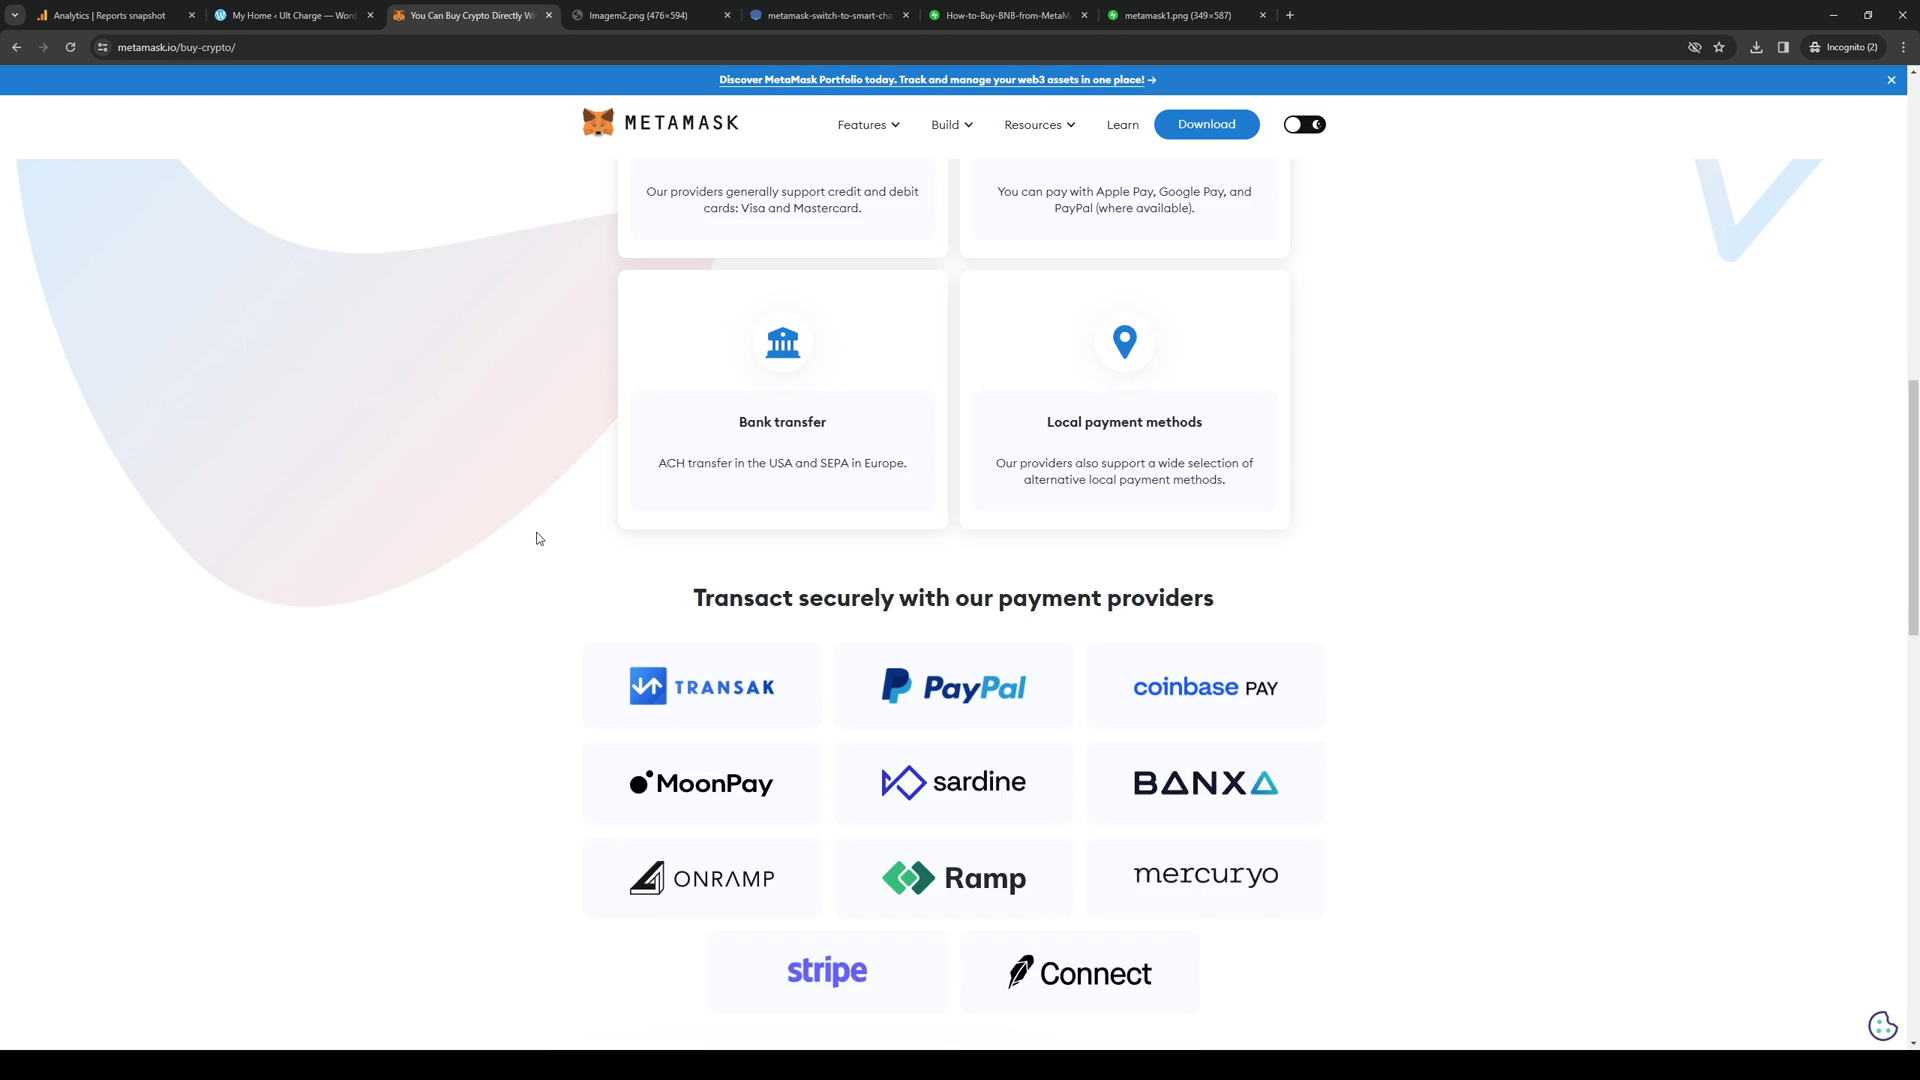 Analytics | Reports snapshot
My Home ‹ Ult Charge — Word
You Can Buy Crypto Directly Wi
Imagem2.png (476×594)
metamask-switch-to-smart-cha
How-to-Buy-BNB-from-MetaM
metamask1.png (349×587)
metamask.io/buy-crypto/
Incognito (2)
Discover MetaMask Portfolio today. Track and manage your web3 assets in one place! →
METAMASK
Features
Build
Resources
Learn
Download
Our providers generally support credit and debit
cards: Visa and Mastercard.
You can pay with Apple Pay, Google Pay, and
PayPal (where available).
Bank transfer
ACH transfer in the USA and SEPA in Europe.
Local payment methods
Our providers also support a wide selection of
alternative local payment methods.
Transact securely with our payment providers
TRANSAK
PayPal
coinbase PAY
MoonPay
sardine
BANXA
ONRAMP
Ramp
mercuryo
stripe
Connect